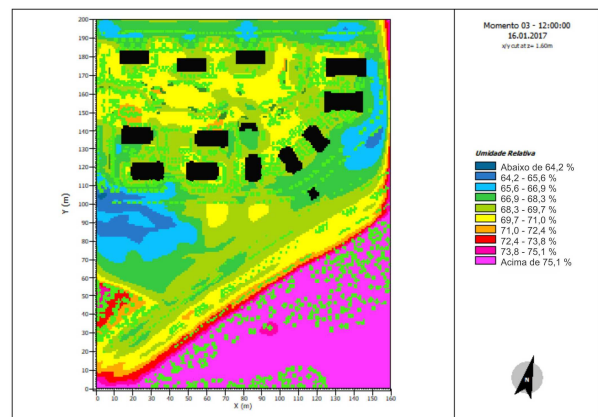 Momento 03 - 12:00:00
16.01.2017
x/y cut at z= 1.60m
Umidade Relativa
Abaixo de 64,2 %
64,2 - 65,6 %
65,6 - 66,9 %
66,9 - 68,3 %
68,3 - 69,7 %
69,7 - 71,0 %
71,0 - 72,4 %
72,4 - 73,8 %
73,8 - 75,1 %
Acima de 75,1 %
N
Y (m)
200
190
180
170
160
150
140
130
120
110
100
90
80
70
60
50
40
30
20
10
0
0 10 20 30 40 50 60 70 80 90 100 110 120 130 140 150 160
X (m)